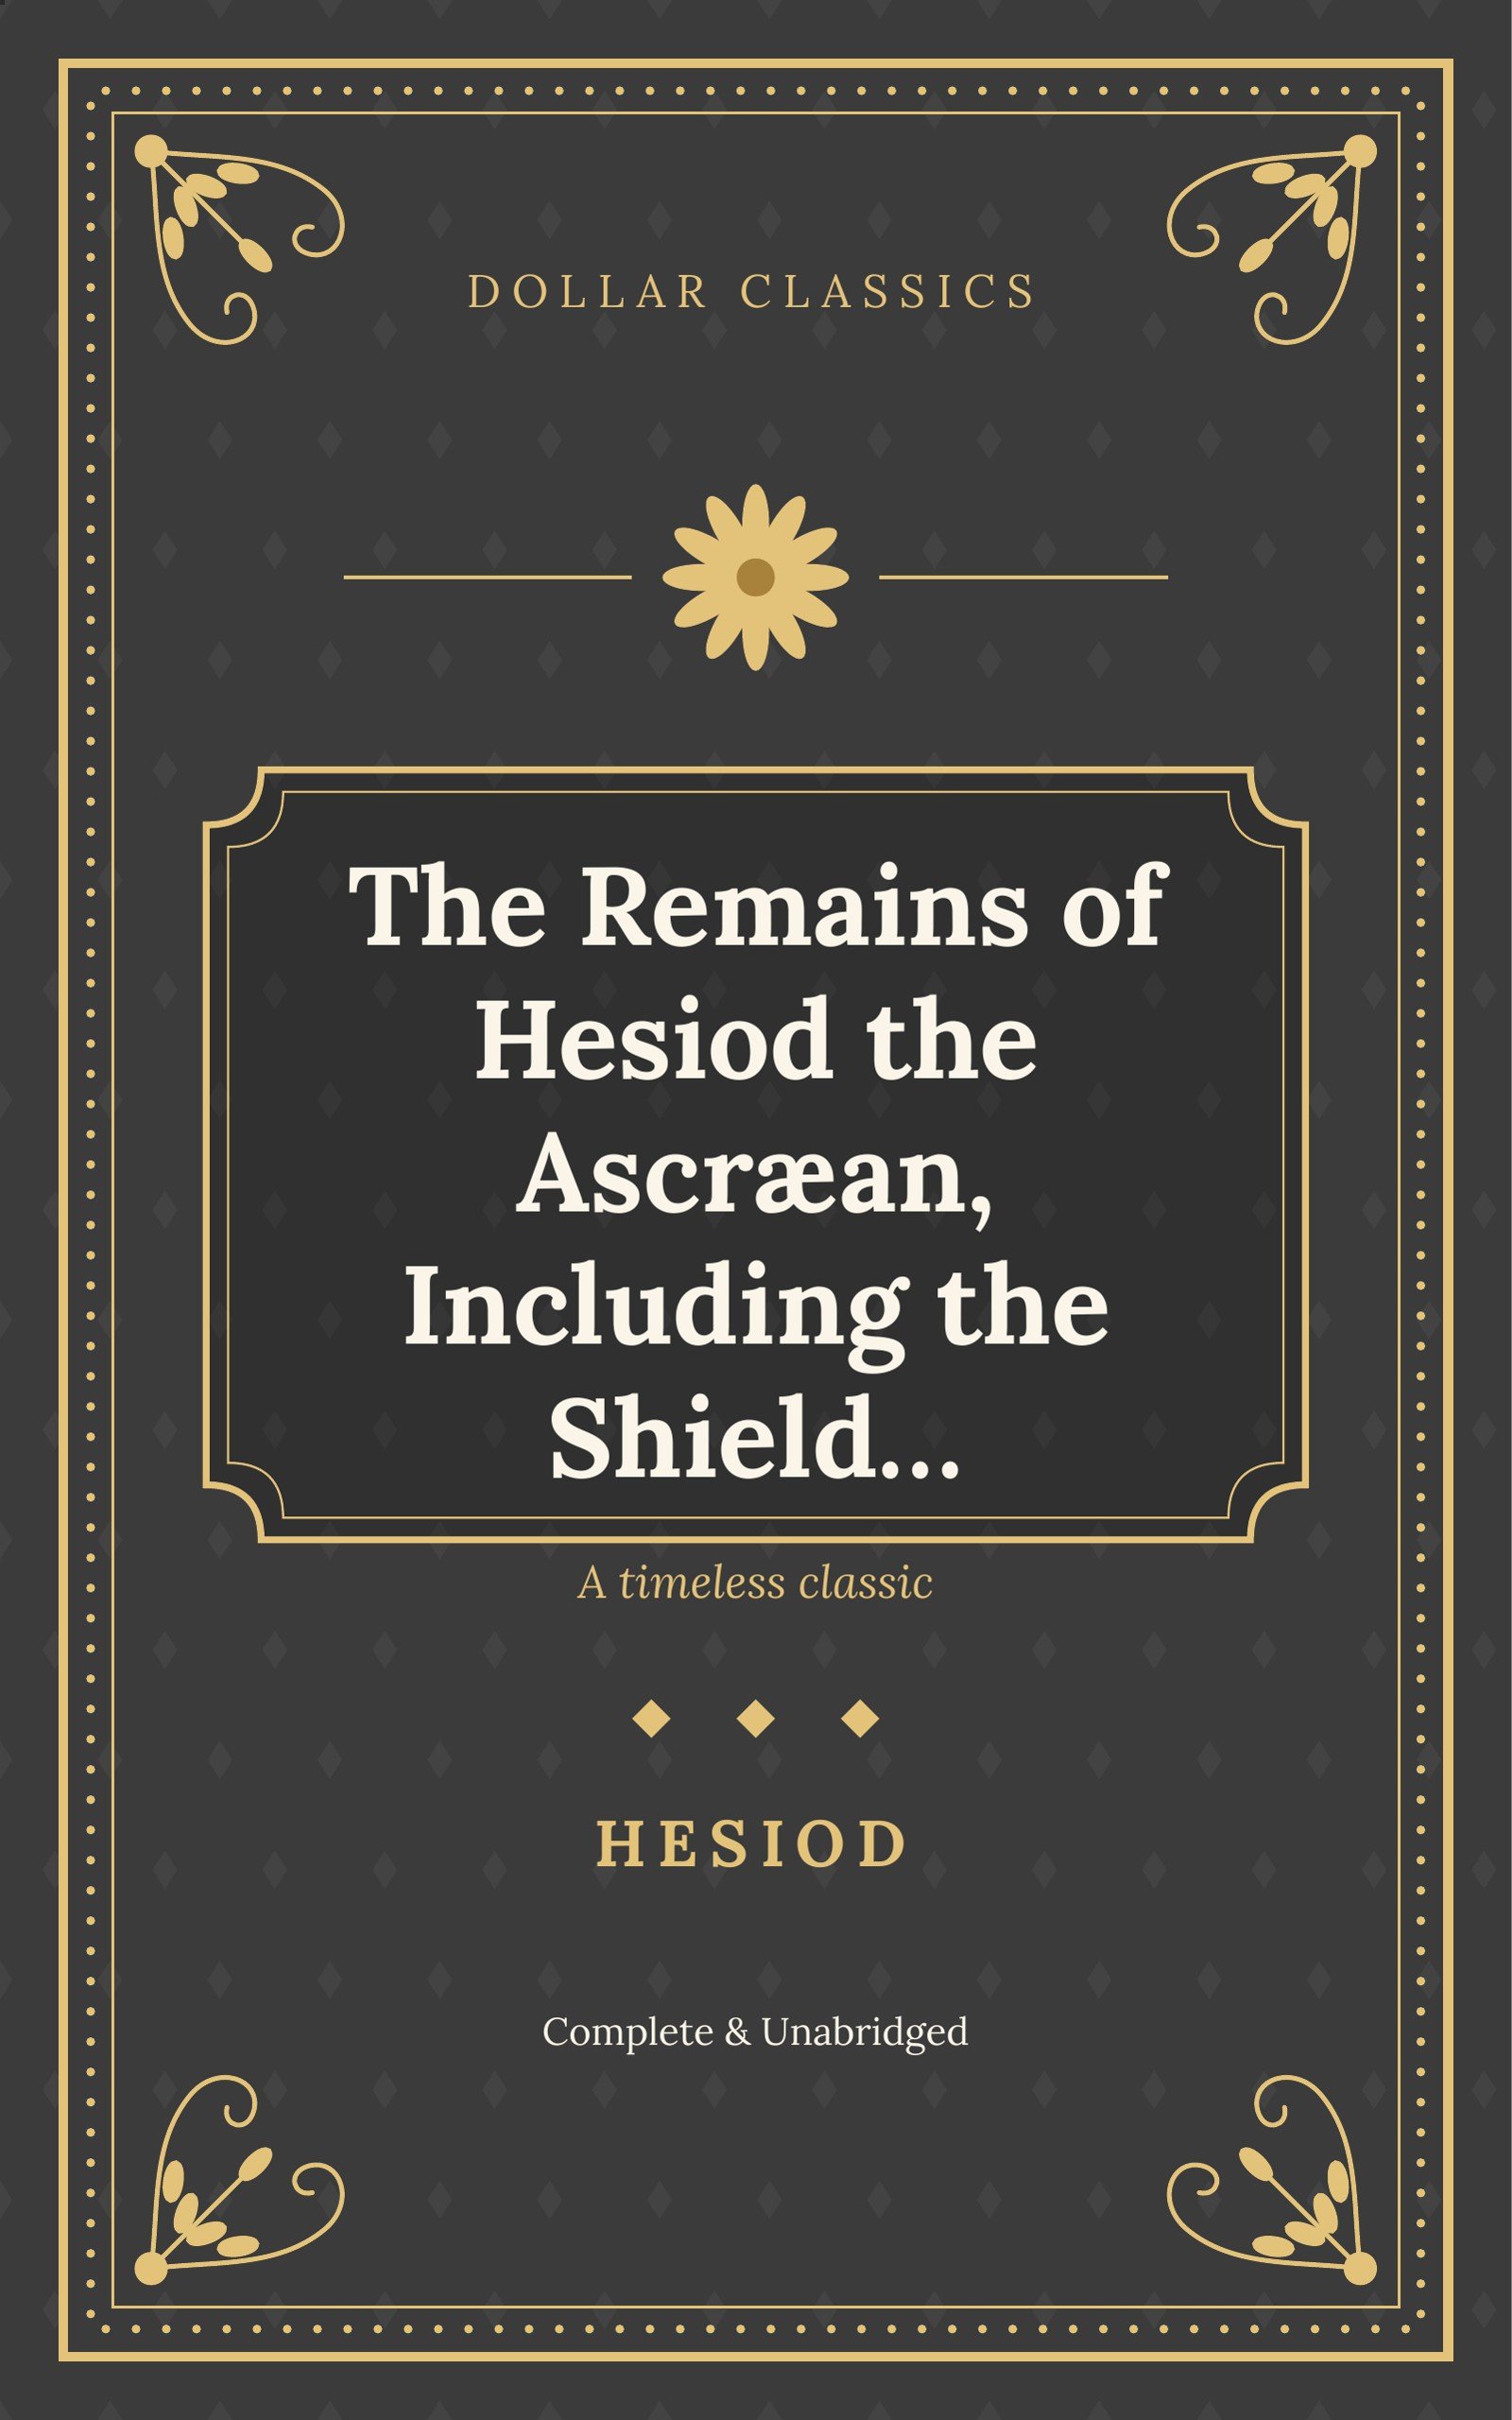 DOLLAR CLASSICS
The Remains of
Hesiod the
Ascræan,
Including the
Shield...
A timeless classic
HESIOD
Complete & Unabridged